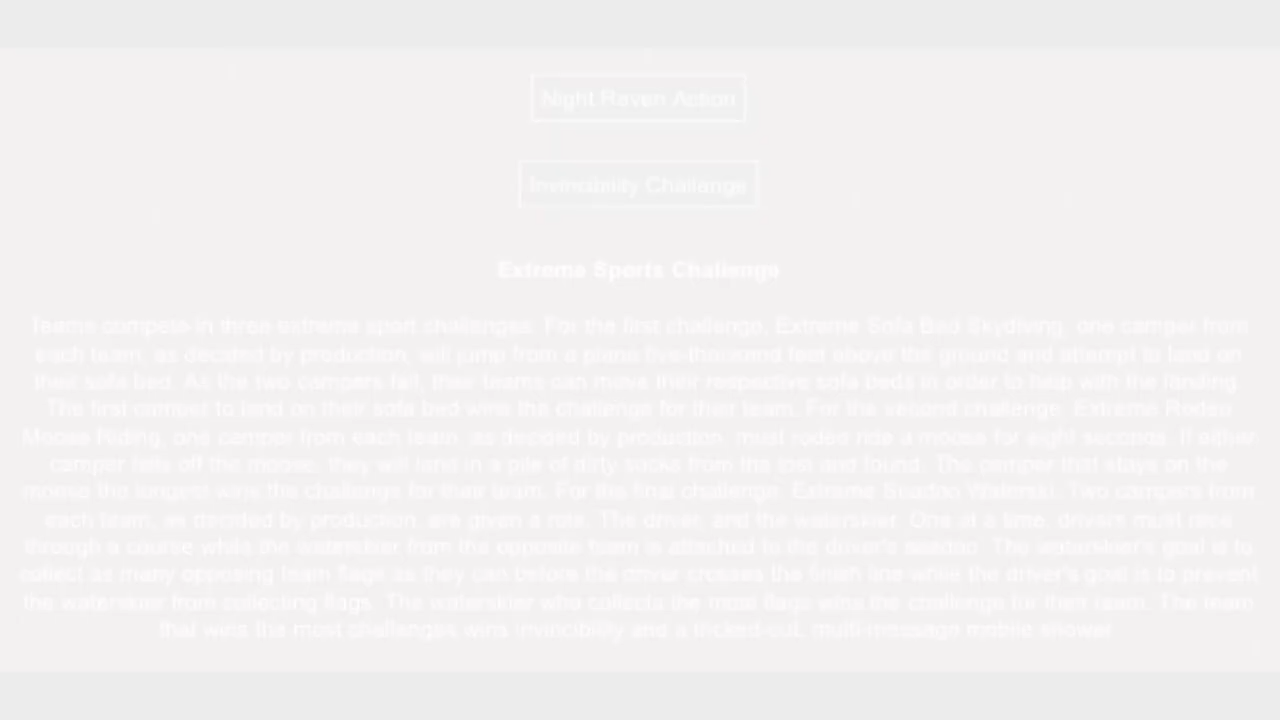 Night Raven Action
Invincibility Challenge
Extreme Sports Challenge
Teams compete in three extreme sport challenges. For the first challenge, Extreme Sofa Bed Skydiving, one camper from
each team, as decided by production, will jump from a plane five-thousand feet above the ground and attempt to land on
their sofa bed. As the two campers fall, their teams can move their respective sofa beds in order to help with the landing.
The first camper to land on their sofa bed wins the challenge for their team. For the second challenge, Extreme Rodeo
Moose Riding, one camper from each team, as decided by production, must rodeo ride a moose for eight seconds. If either
camper falls off the moose, they will land in a pile of dirty socks from the lost and found. The camper that stays on the
moose the longest wins the challenge for their team. For the final challenge, Extreme Seadoo Waterski. Two campers from
each team, as decided by production, are given a role. The driver, and the waterskier. One at a time, drivers must race
through a course while the waterskier from the opposite team is attached to the driver's seadoo. The waterskier's goal is to
collect as many opposing team flags as they can before the driver crosses the finish line while the driver's goal is to prevent
the waterskier from collecting flags. The waterskier who collects the most flags wins the challenge for their team. The team
that wins the most challenges wins invincibility and a tricked-out, multi-massage mobile shower.